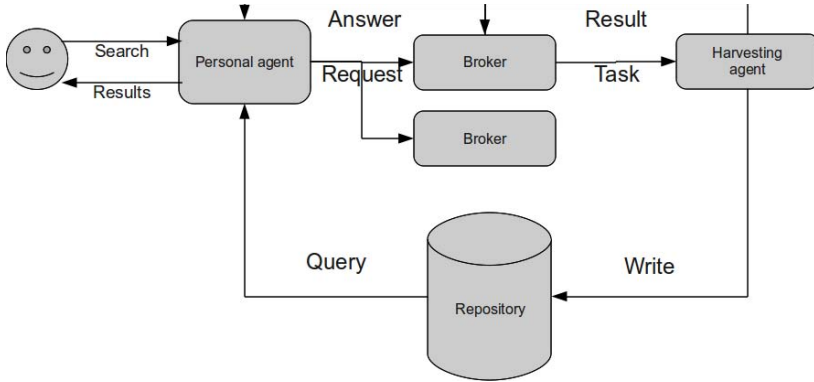 Answer
Result
Search
Personal agent
Request
Broker
Task
Harvesting
agent
Results
Broker
Query
Write
Repository